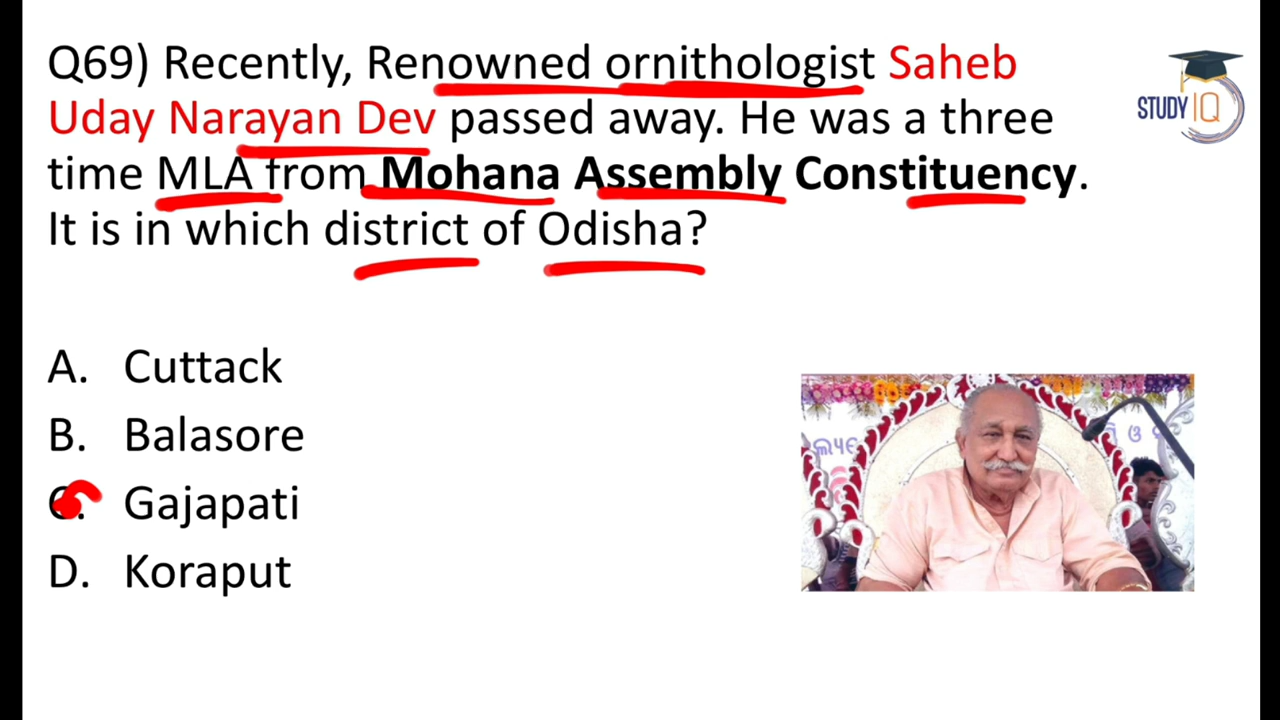 Q69) Recently, Renowned ornithologist Saheb
Uday Narayan Dev passed away. He was a three
time MLA from Mohana Assembly Constituency.
It is in which district of Odisha?
STUDY IQ
A. Cuttack
B. Balasore
C. Gajapati
D. Koraput